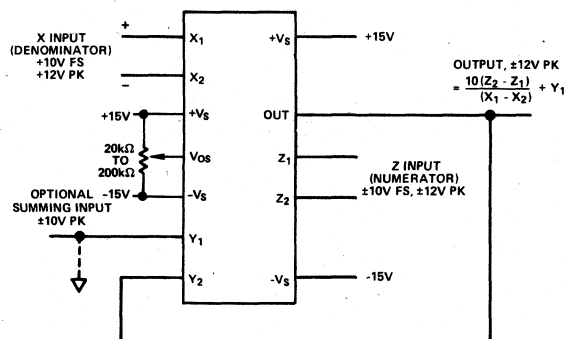 X INPUT
(DENOMINATOR)
+10V FS
+12V PK
+
−
X1
X2
+15V
+VS
20kΩ
TO
200kΩ
VOS
-15V
-VS
OPTIONAL
SUMMING INPUT
±10V PK
Y1
Y2
+VS
+15V
OUT
OUTPUT, ±12V PK
= 10(Z2 - Z1) / (X1 - X2) + Y1
Z1
Z2
Z INPUT
(NUMERATOR)
±10V FS, ±12V PK
-VS
-15V